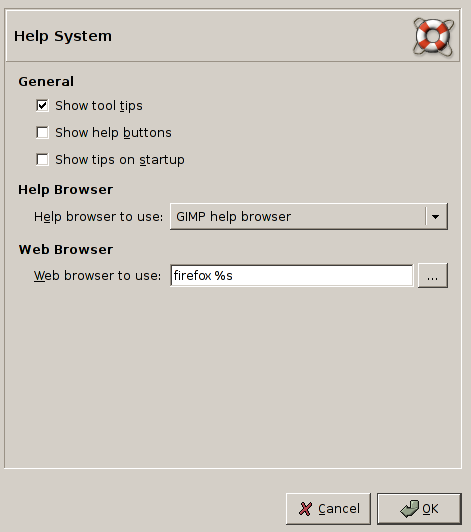 Help System
General
Show tool tips
Show help buttons
Show tips on startup
Help Browser
Help browser to use: GIMP help browser
Web Browser
Web browser to use: firefox %s ...
Cancel OK